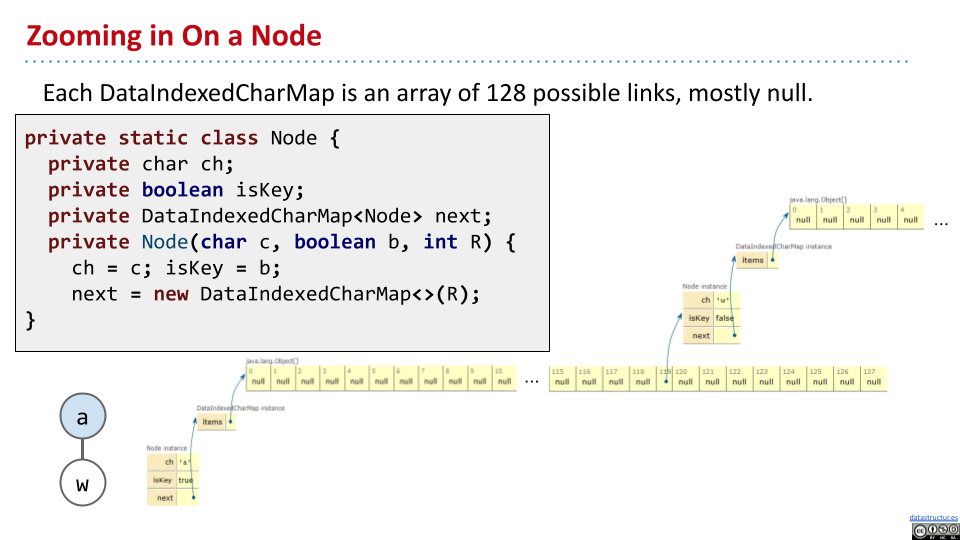 Zooming in On a Node
Each DataIndexedCharMap is an array of 128 possible links, mostly null.
private static class Node {
private char ch;
private boolean isKey;
private DataIndexedCharMap<Node> next;
private Node(char c, boolean b, int R) {
ch = c; isKey = b;
next = new DataIndexedCharMap<>(R);
}
java.lang.Object[]
0 1 2 3 4
null null null null null ...
DataIndexedCharMap instance
items
Node instance
ch 'w'
isKey false
next
java.lang.Object[]
0 1 2 3 4 5 6 7 8 9 10 ... 115 116 117 118 119 120 121 122 123 124 125 126 127
null null null null null null null null null null null null null null null null null null null null null null null
DataIndexedCharMap instance
items
Node instance
ch 'a'
isKey true
next
a
w
datastructur.es
CC BY NC SA